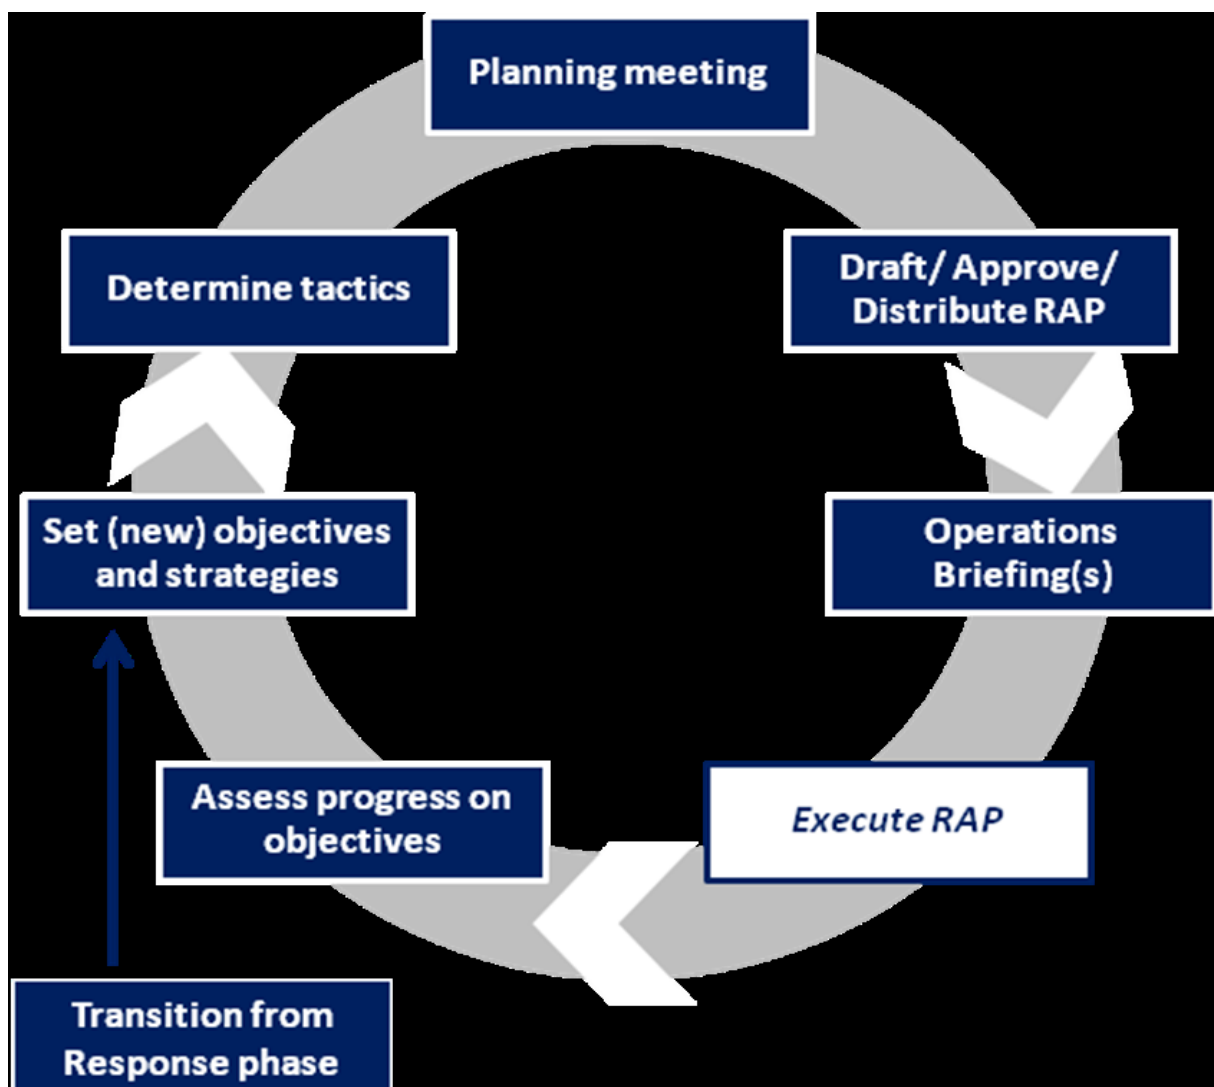 Planning meeting
Determine tactics
Draft/ Approve/
Distribute RAP
Set (new) objectives
and strategies
Operations
Briefing(s)
Assess progress on
objectives
Execute RAP
Transition from
Response phase